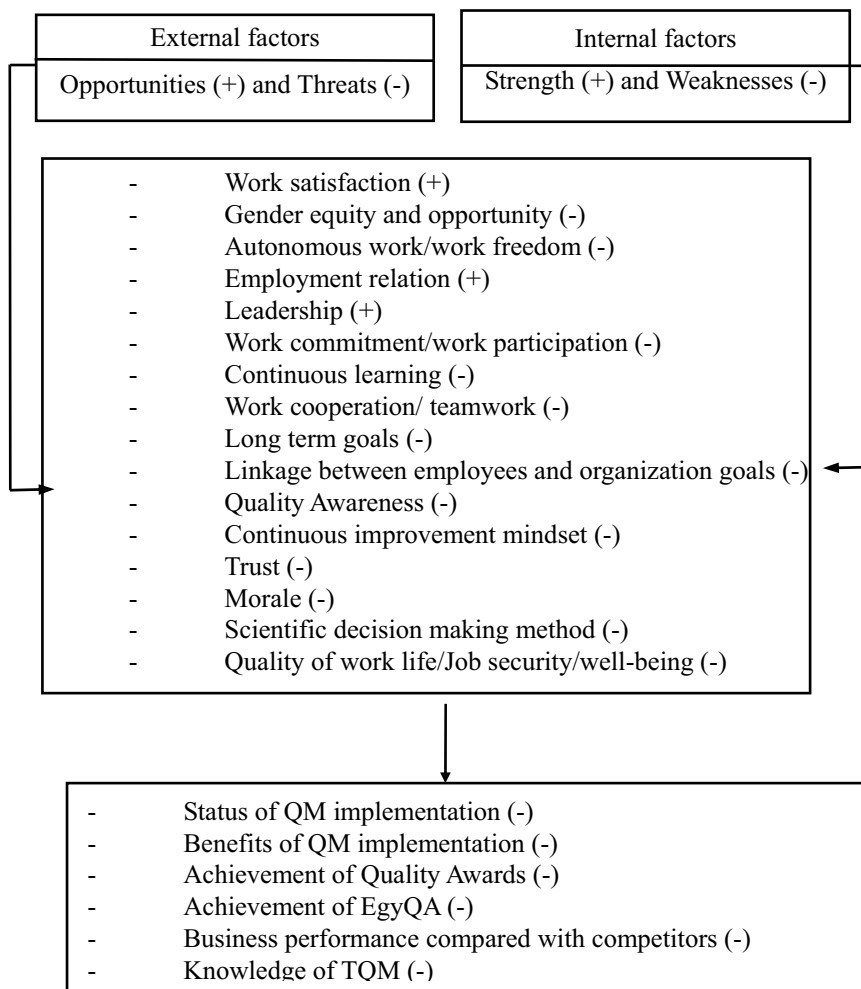 External factors
Opportunities (+) and Threats (-)
Internal factors
Strength (+) and Weaknesses (-)
- Work satisfaction (+)
- Gender equity and opportunity (-)
- Autonomous work/work freedom (-)
- Employment relation (+)
- Leadership (+)
- Work commitment/work participation (-)
- Continuous learning (-)
- Work cooperation/ teamwork (-)
- Long term goals (-)
- Linkage between employees and organization goals (-)
- Quality Awareness (-)
- Continuous improvement mindset (-)
- Trust (-)
- Morale (-)
- Scientific decision making method (-)
- Quality of work life/Job security/well-being (-)
- Status of QM implementation (-)
- Benefits of QM implementation (-)
- Achievement of Quality Awards (-)
- Achievement of EgyQA (-)
- Business performance compared with competitors (-)
- Knowledge of TQM (-)